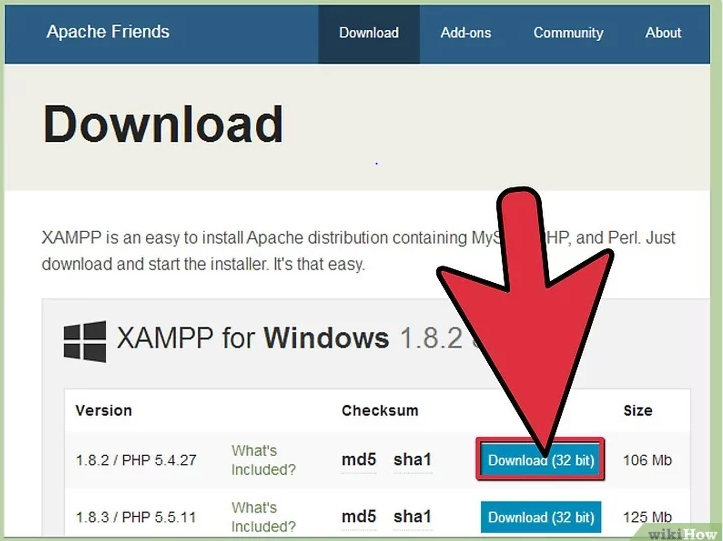 Apache Friends Download Add-ons Community About
Download
XAMPP is an easy to install Apache distribution containing HP, and Perl. Just
download and start the installer. It's that easy.
XAMPP for Windows 1.8.2
Version Checksum Size
1.8.2 / PHP 5.4.27 What's Included? md5 sha1 Download (32 bit) 106 Mb
1.8.3 / PHP 5.5.11 What's Included? md5 sha1 Download (32 bit) 125 Mb
wikiHow